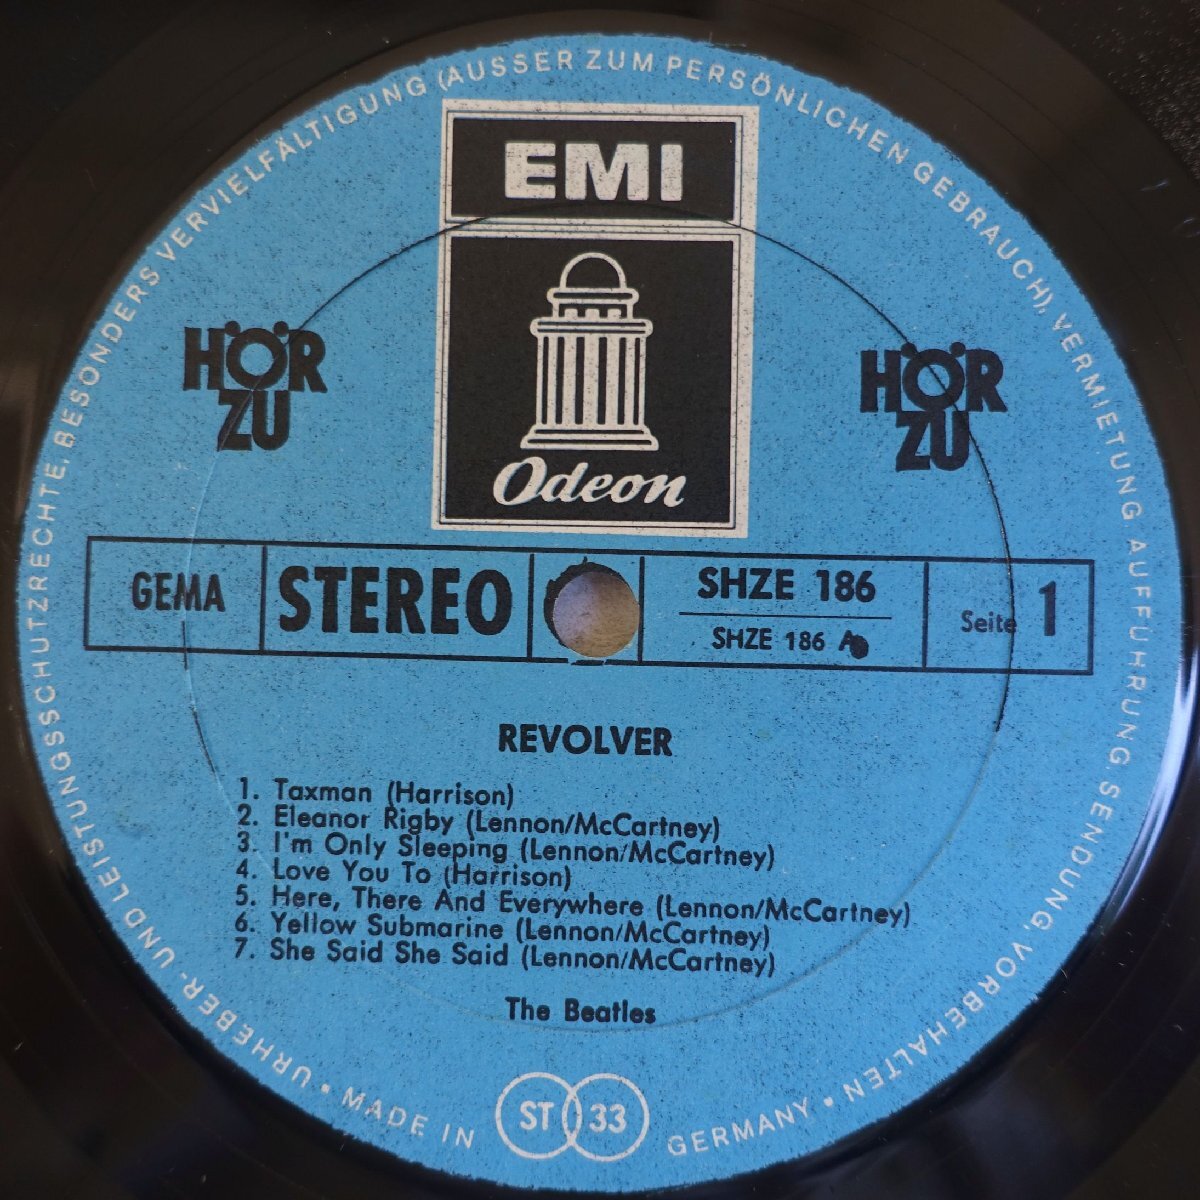 URHEBER- UND LEISTUNGSSCHUTZRECHTE, BESONDERS VERVIELFÄLTIGUNG (AUSSER ZUM PERSÖNLICHEN GEBRAUCH), VERMIETUNG AUFFÜHRUNG SENDUNG, VORBEHALTEN
EMI
HÖR
ZU
HÖR
ZU
Odeon
GEMA
STEREO
SHZE 186
SHZE 186 A
Seite 1
REVOLVER
1. Taxman (Harrison)
2. Eleanor Rigby (Lennon/McCartney)
3. I'm Only Sleeping (Lennon/McCartney)
4. Love You To (Harrison)
5. Here, There And Everywhere (Lennon/McCartney)
6. Yellow Submarine (Lennon/McCartney)
7. She Said She Said (Lennon/McCartney)
The Beatles
ST 33
• MADE IN GERMANY •